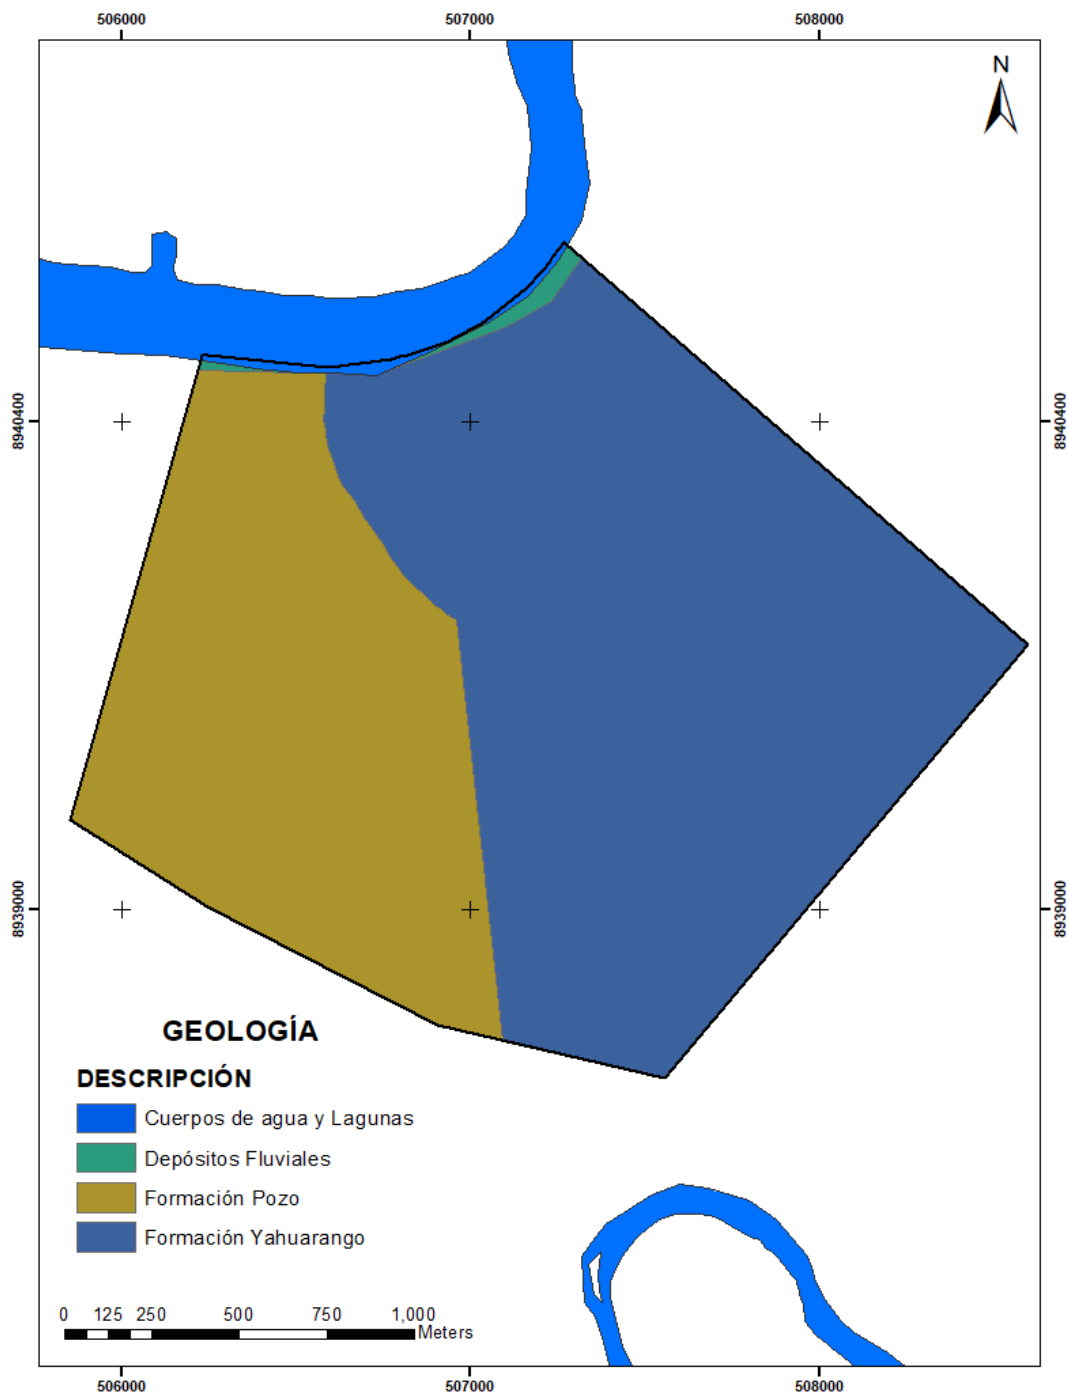 506000 507000 508000
N
8940400 8940400
8939000 8939000
GEOLOGÍA
DESCRIPCIÓN
Cuerpos de agua y Lagunas
Depósitos Fluviales
Formación Pozo
Formación Yahuarango
0 125 250 500 750 1,000
Meters
506000 507000 508000